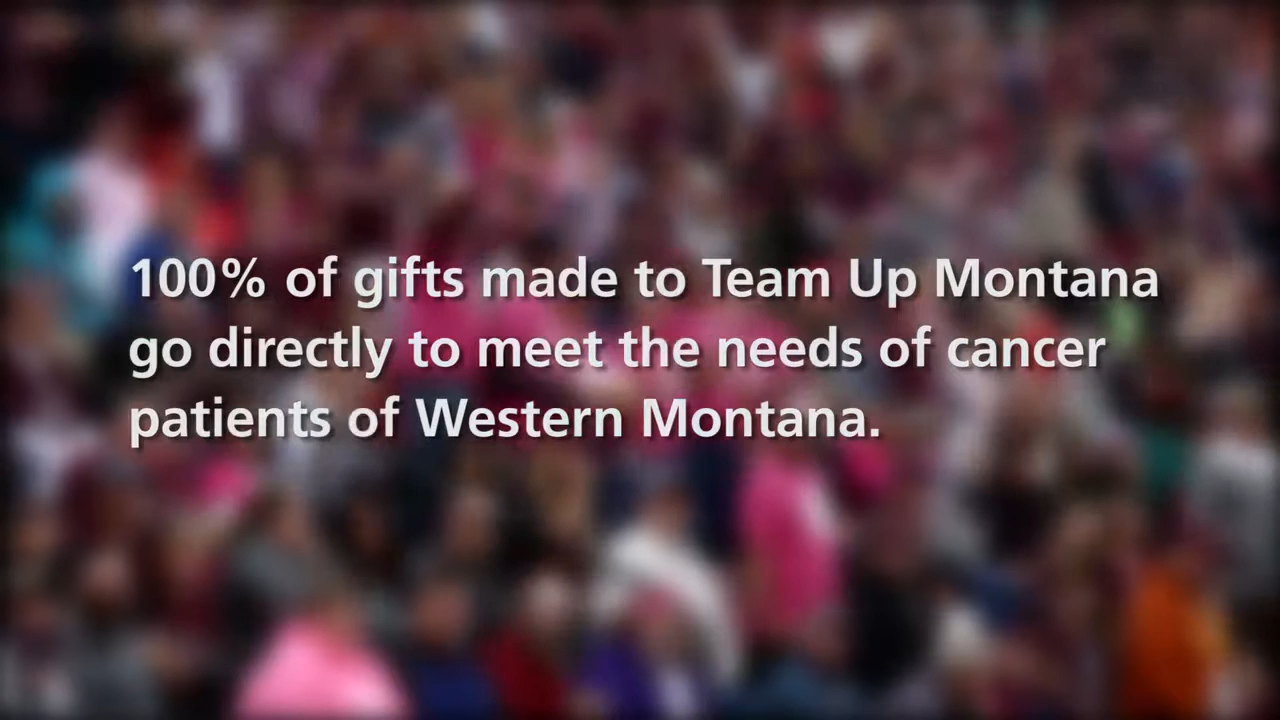 100% of gifts made to Team Up Montana
go directly to meet the needs of cancer
patients of Western Montana.